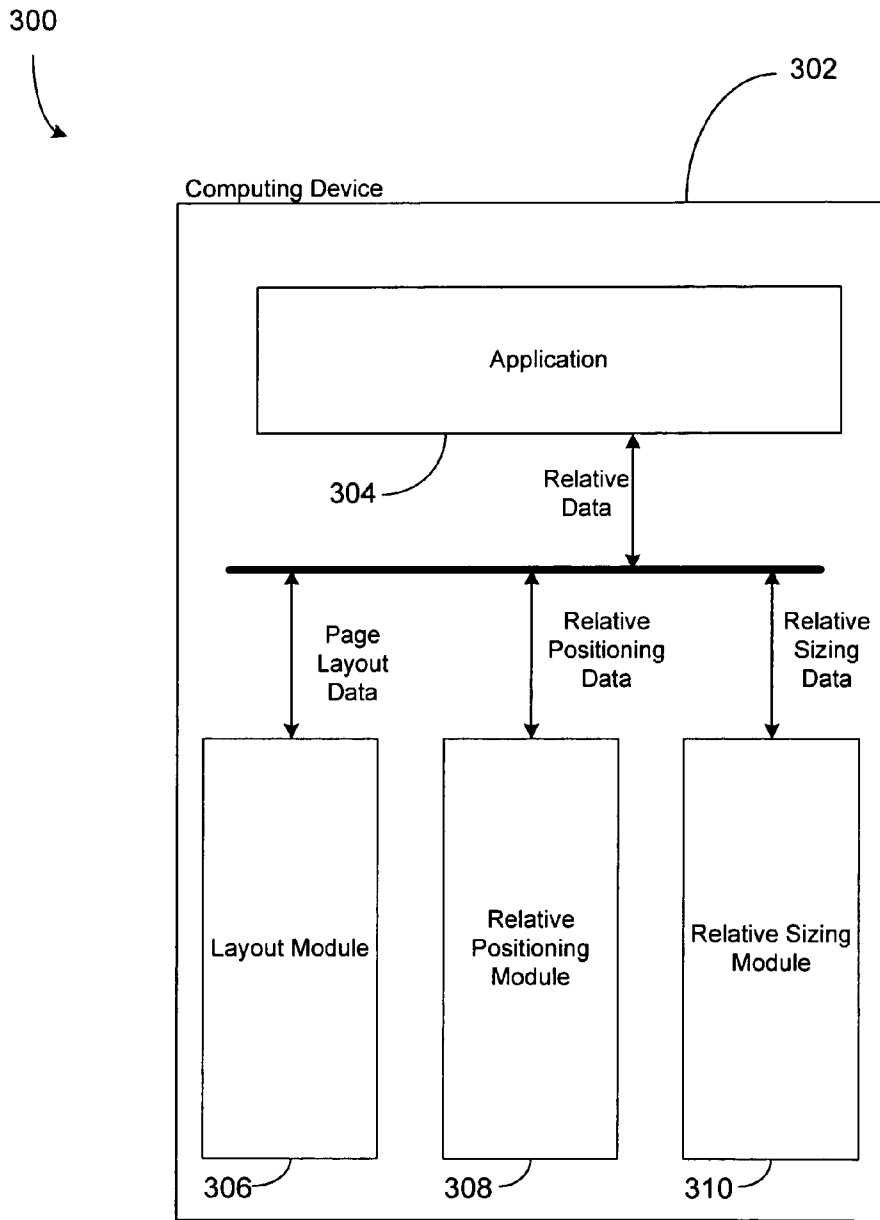 300
302
Computing Device
Application
304
Relative
Data
Page
Layout
Data
Relative
Positioning
Data
Relative
Sizing
Data
Layout Module
Relative
Positioning
Module
Relative Sizing
Module
306
308
310